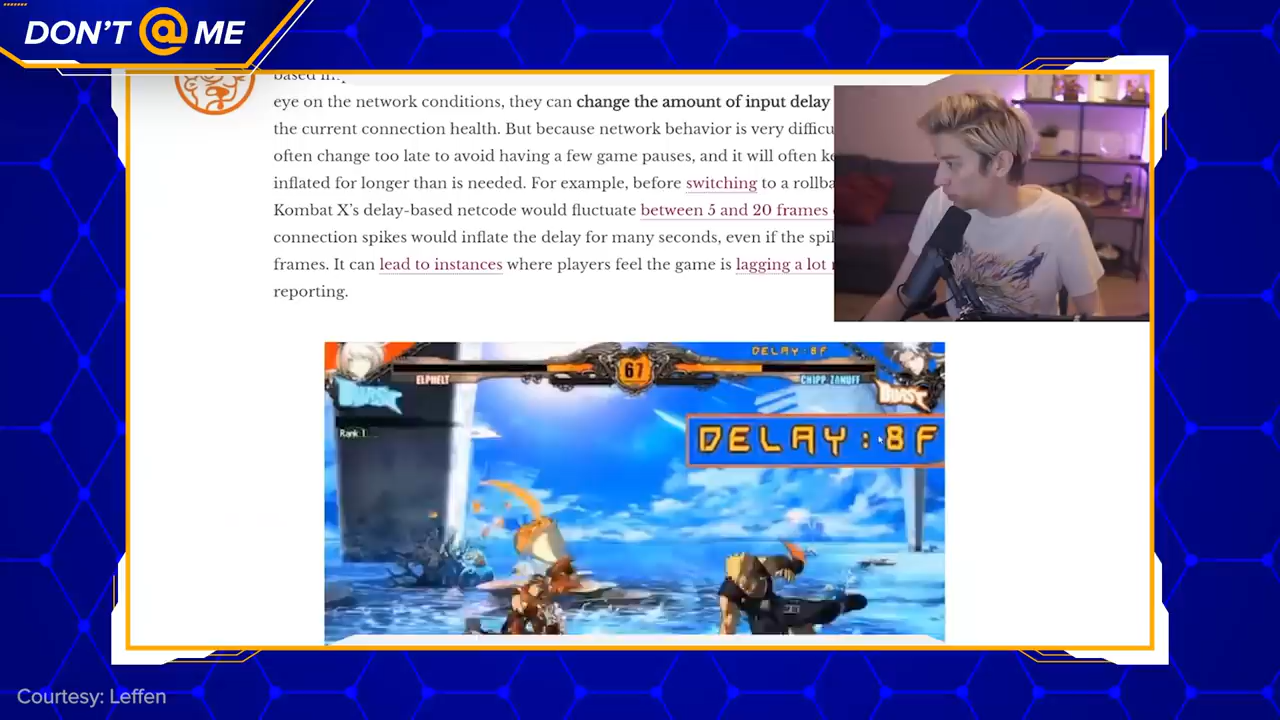 DON'T @ ME
eye on the network conditions, they can change the amount of input delay
the current connection health. But because network behavior is very
often change too late to avoid having a few game pauses, and it will often
inflated for longer than is needed. For example, before switching to a
Kombat X's delay-based netcode would fluctuate between 5 and 20 frames
connection spikes would inflate the delay for many seconds, even if the
frames. It can lead to instances where players feel the game is lagging a lot
reporting.
DELAY:8F
67
ELPHELT
CHIPP ZANUFF
BURST
BURST
DELAY:8F
Rank 1
Courtesy: Leffen